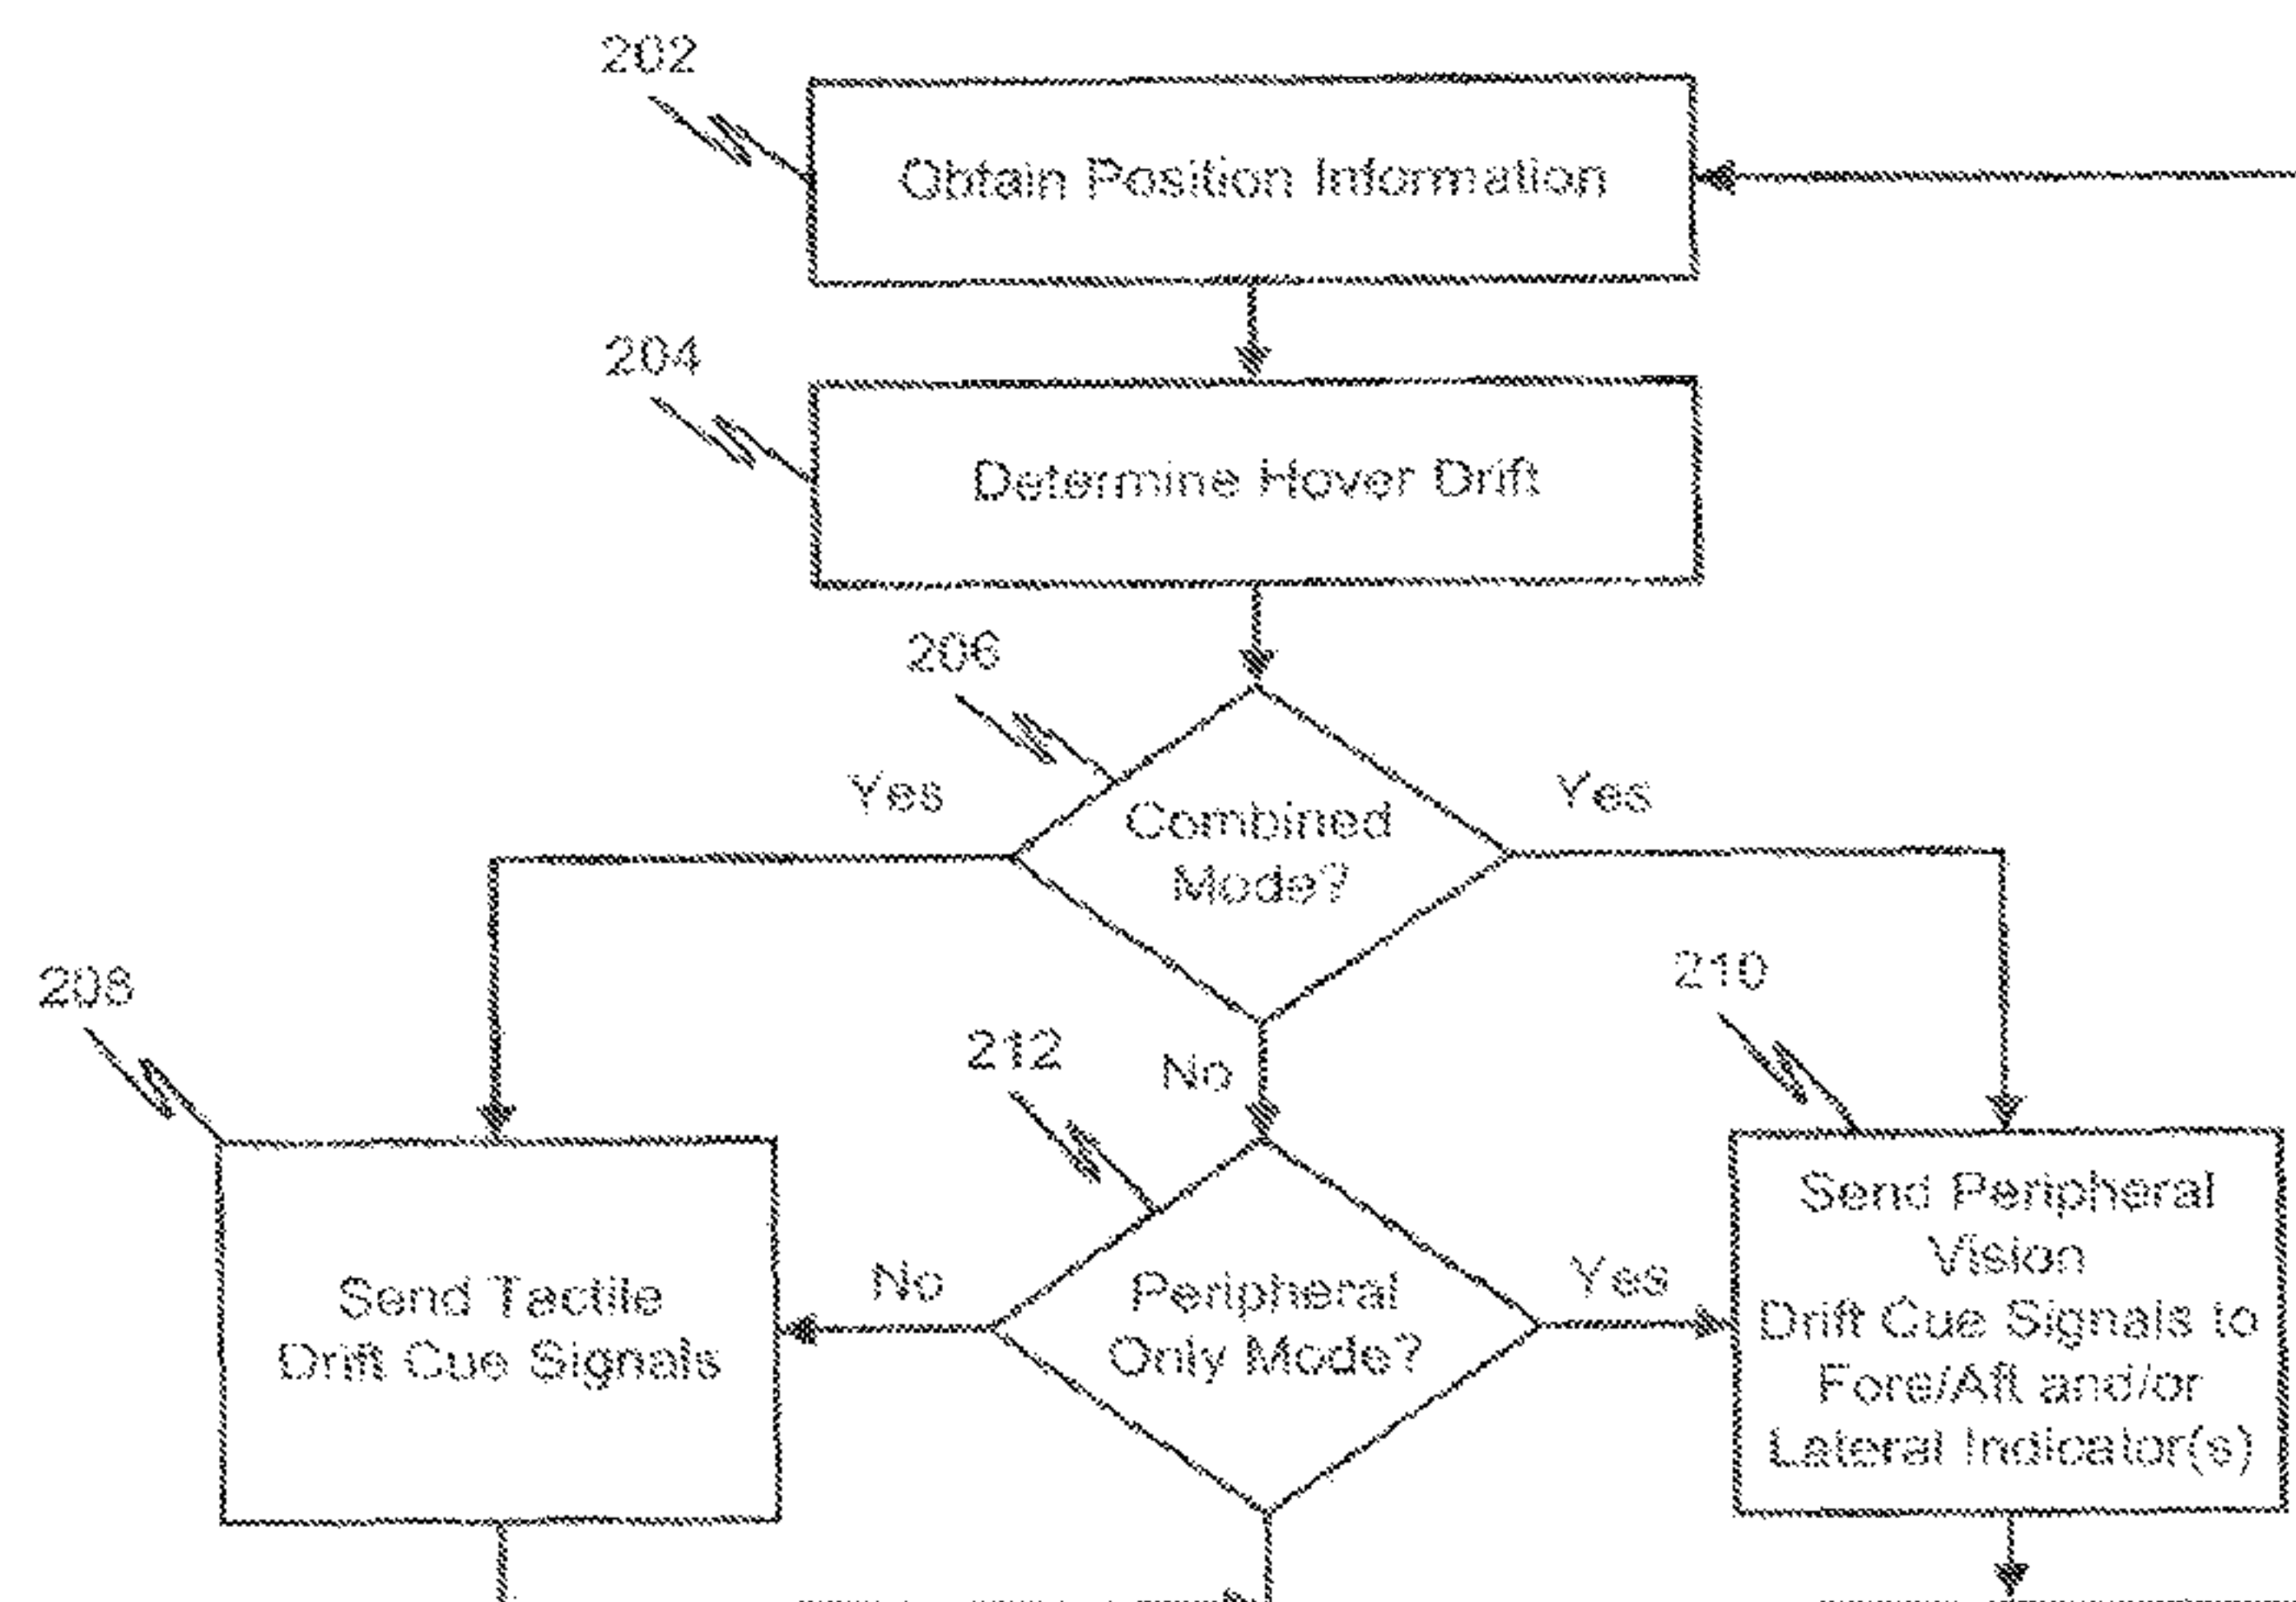 202
Obtain Position Information
204
Determine Hover Drift
206
Yes
Yes
Combined
Mode?
208
210
212
No
Send Tactile
Drift Cue Signals
No
Peripheral
Only Mode?
Yes
Send Peripheral
Vision
Drift Cue Signals to
Fore/Aft and/or
Lateral Indicator(s)